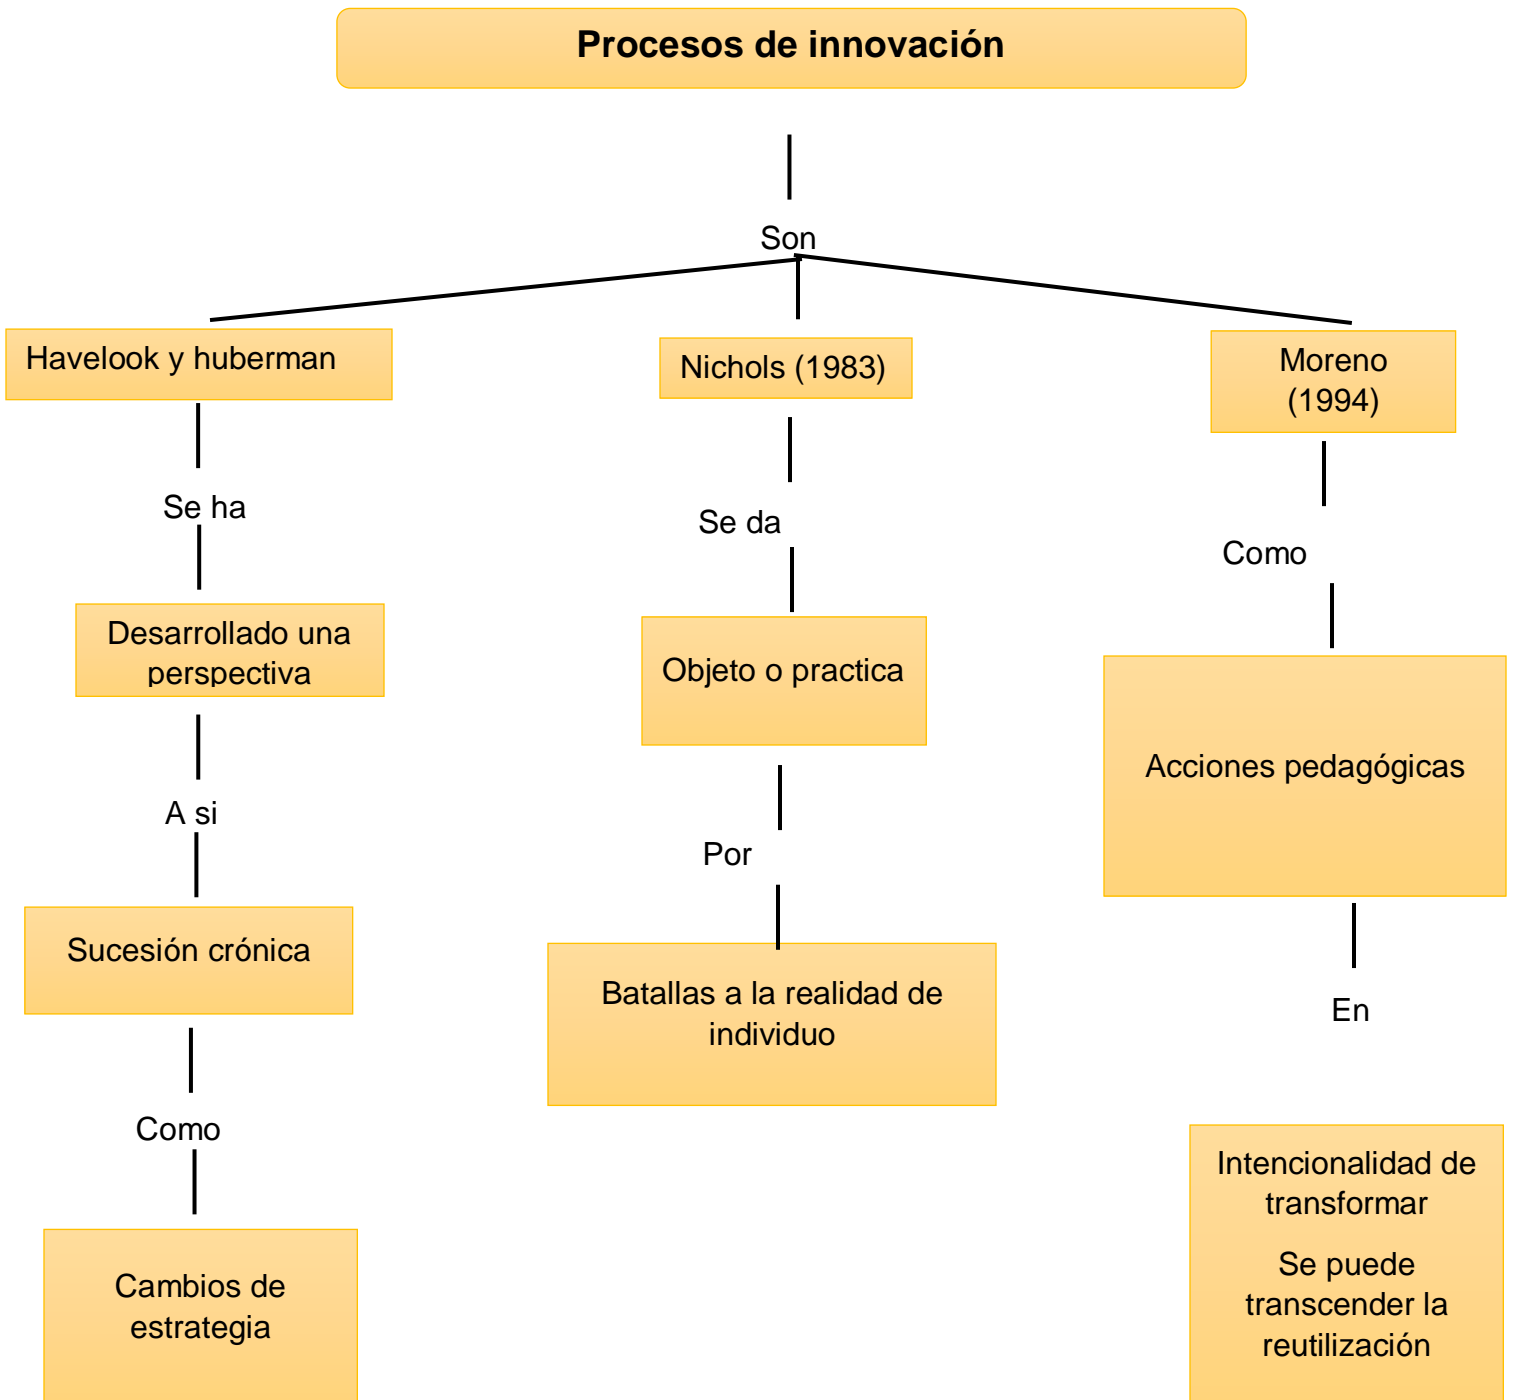 Procesos de innovación
Son
Havelook y huberman
Se ha
Desarrollado una
perspectiva
A si
Sucesión crónica
Como
Cambios de
estrategia
Nichols (1983)
Se da
Objeto o practica
Por
Batallas a la realidad de
individuo
Moreno
(1994)
Como
Acciones pedagógicas
En
Intencionalidad de
transformar
Se puede
transcender la
reutilización